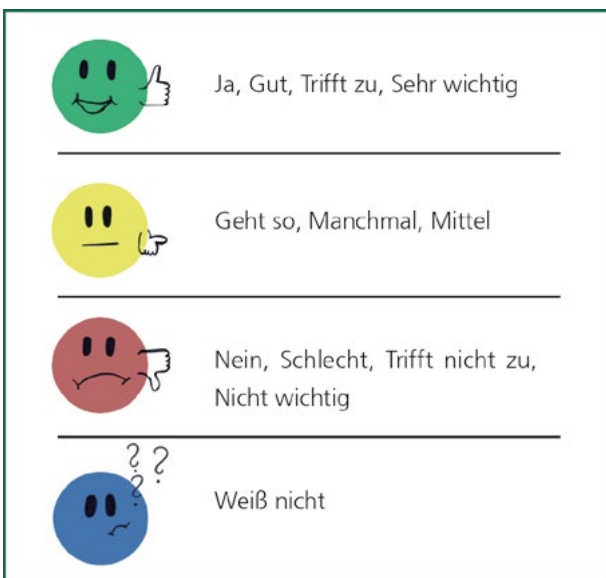 Ja, Gut, Trifft zu, Sehr wichtig
Geht so, Manchmal, Mittel
Nein, Schlecht, Trifft nicht zu,
Nicht wichtig
? ?
?
Weiß nicht